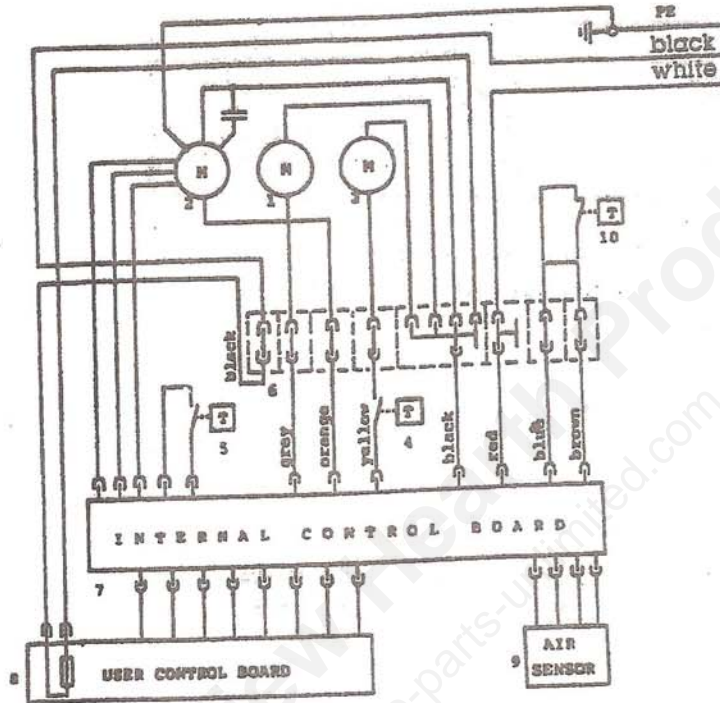 PE
black
white
M
M
M
2
1
3
T
10
black
6
T
5
T
4
grey
orange
yellow
black
red
blue
brown
INTERNAL CONTROL BOARD
7
8
USER CONTROL BOARD
9
AIR
SENSOR